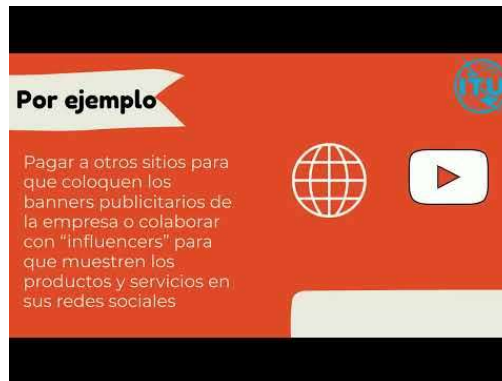 Por ejemplo
ITU
Pagar a otros sitios para
que coloquen los
banners publicitarios de
la empresa o colaborar
con “influencers” para
que muestren los
productos y servicios en
sus redes sociales